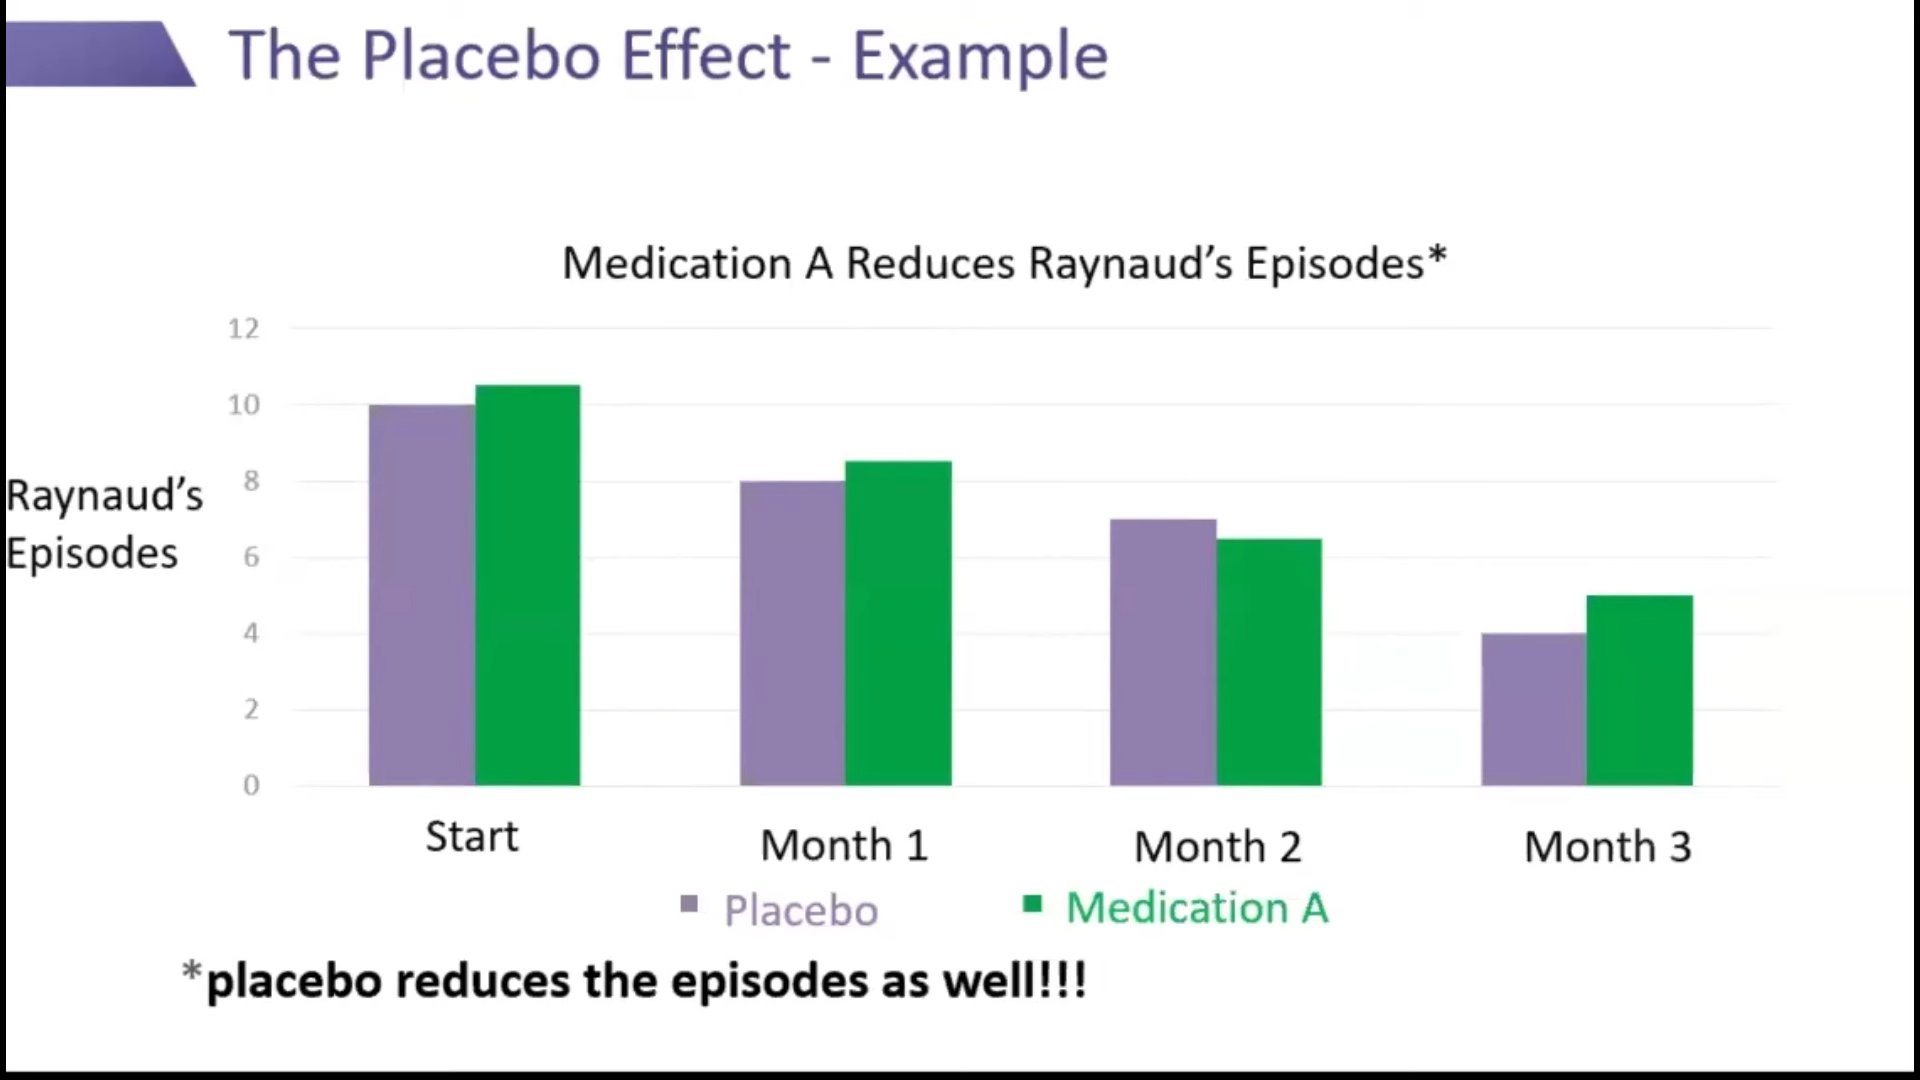 The Placebo Effect - Example
Medication A Reduces Raynaud’s Episodes*
12
10
8
6
4
2
0
Raynaud’s
Episodes
Start
Month 1
Month 2
Month 3
Placebo
Medication A
*placebo reduces the episodes as well!!!